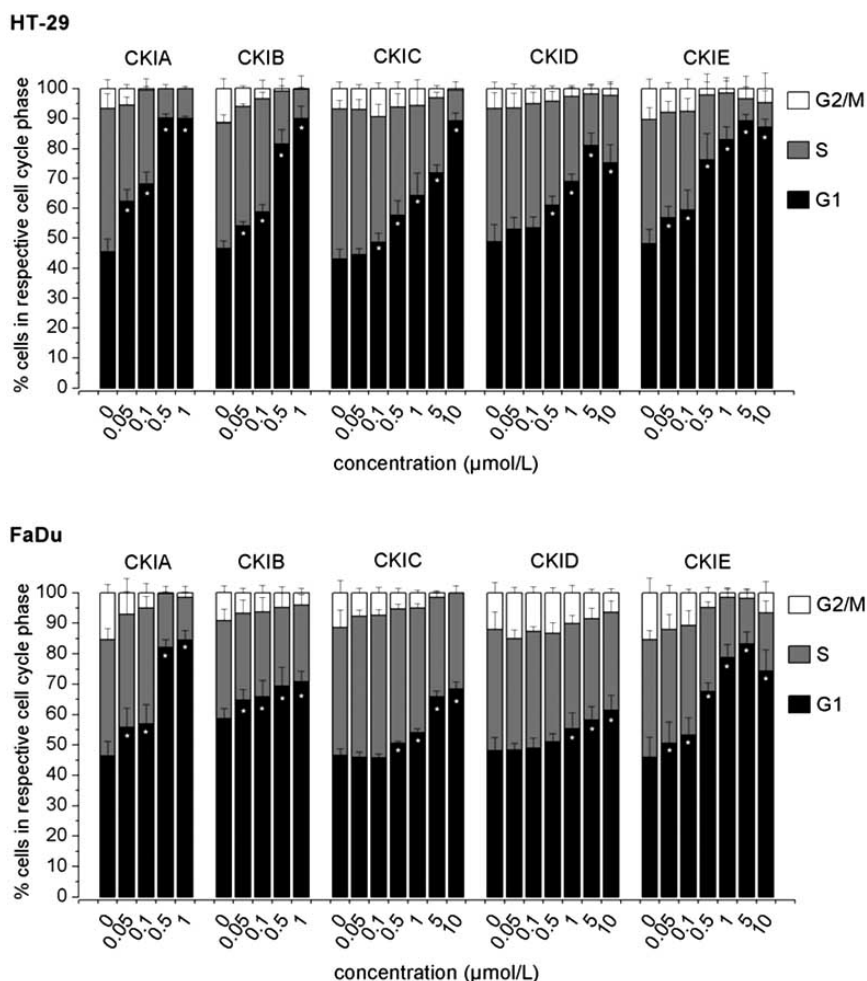 HT-29
CKIA CKIB CKIC CKID CKIE
% cells in respective cell cycle phase
100
90
80
70
60
50
40
30
20
10
0
G2/M
S
G1
0 0.05 0.1 0.5 1 0 0.05 0.1 0.5 1 0 0.05 0.1 0.5 1 5 10 0 0.05 0.1 0.5 1 5 10 0 0.05 0.1 0.5 1 5 10
concentration (µmol/L)
FaDu
CKIA CKIB CKIC CKID CKIE
% cells in respective cell cycle phase
100
90
80
70
60
50
40
30
20
10
0
G2/M
S
G1
0 0.05 0.1 0.5 1 0 0.05 0.1 0.5 1 0 0.05 0.1 0.5 1 5 10 0 0.05 0.1 0.5 1 5 10 0 0.05 0.1 0.5 1 5 10
concentration (µmol/L)